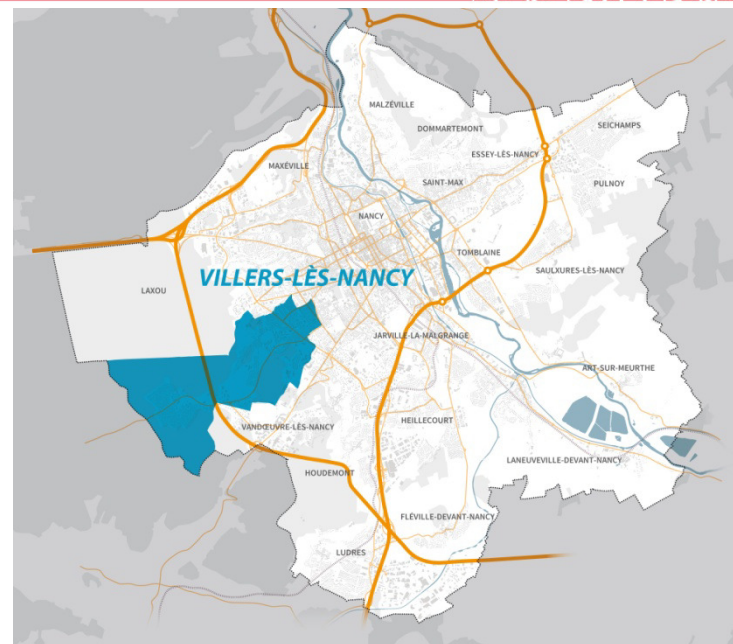 MALZÉVILLE
DOMMARTEMONT
SEICHAMPS
ESSEY-LÈS-NANCY
MAXÉVILLE
SAINT-MAX
PULNOY
NANCY
TOMBLAINE
SAULXURES-LÈS-NANCY
VILLERS-LÈS-NANCY
LAXOU
JARVILLE-LA-MALGRANGE
ART-SUR-MEURTHE
HEILLECOURT
VANDŒUVRE-LÈS-NANCY
LANEUVEVILLE-DEVANT-NANCY
HOUDEMONT
FLÉVILLE-DEVANT-NANCY
LUDRES